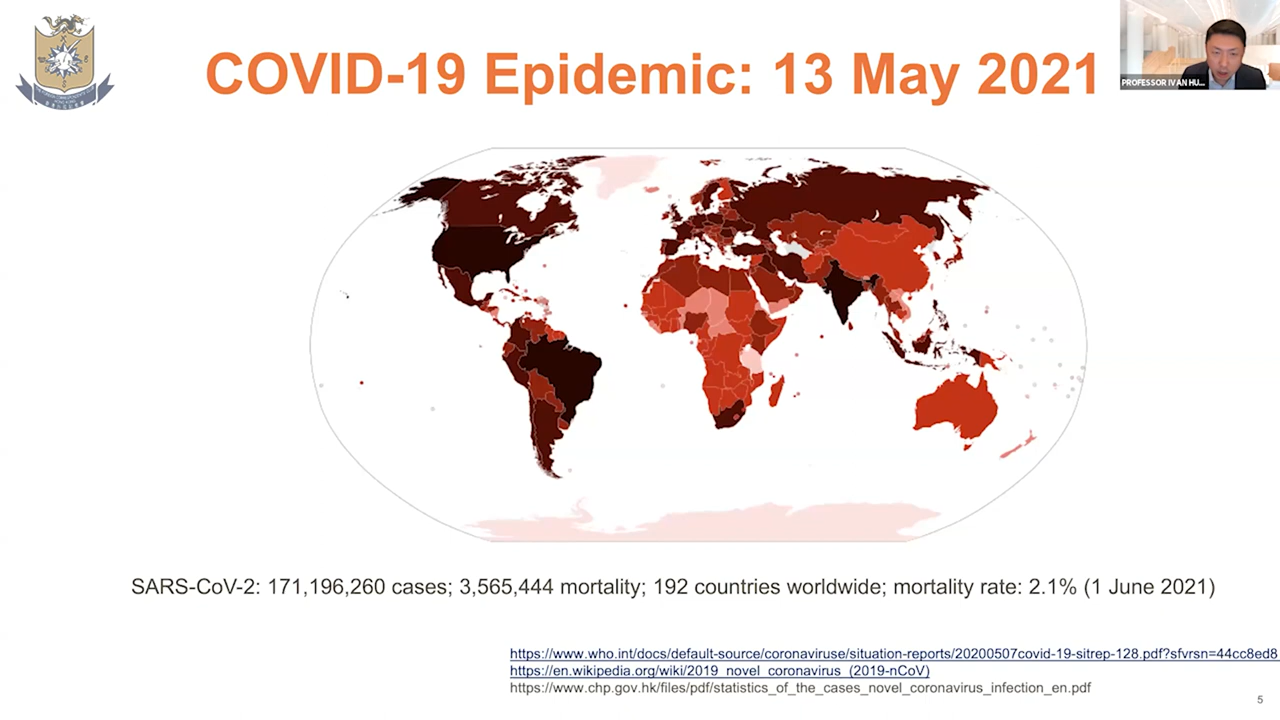 COVID-19 Epidemic: 13 May 2021
PROFESSOR IVAN HU...
SARS-CoV-2: 171,196,260 cases; 3,565,444 mortality; 192 countries worldwide; mortality rate: 2.1% (1 June 2021)
https://www.who.int/docs/default-source/coronaviruse/situation-reports/20200507covid-19-sitrep-128.pdf?sfvrsn=44cc8ed8
https://en.wikipedia.org/wiki/2019_novel_coronavirus_(2019-nCoV)
https://www.chp.gov.hk/files/pdf/statistics_of_the_cases_novel_coronavirus_infection_en.pdf
5